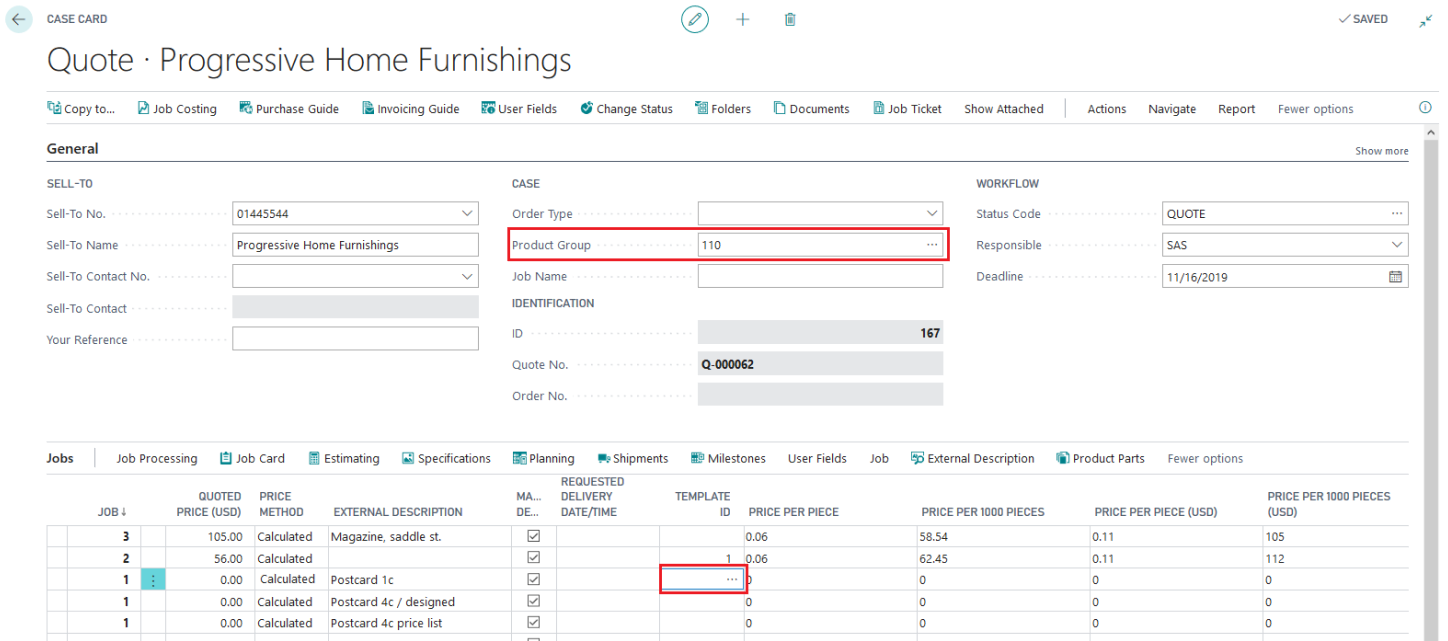 CASE CARD
SAVED
Quote · Progressive Home Furnishings
Copy to... Job Costing Purchase Guide Invoicing Guide User Fields Change Status Folders Documents Job Ticket Show Attached Actions Navigate Report Fewer options
General Show more
SELL-TO CASE WORKFLOW
Sell-To No. 01445544 Order Type Status Code QUOTE ...
Sell-To Name Progressive Home Furnishings Product Group 110 ... Responsible SAS
Sell-To Contact No. Job Name Deadline 11/16/2019
Sell-To Contact IDENTIFICATION
Your Reference ID 167
Quote No. Q-000062
Order No.
Jobs Job Processing Job Card Estimating Specifications Planning Shipments Milestones User Fields Job External Description Product Parts Fewer options
JOB↓ QUOTED PRICE (USD) PRICE METHOD EXTERNAL DESCRIPTION MA... DE... REQUESTED DELIVERY DATE/TIME TEMPLATE ID PRICE PER PIECE PRICE PER 1000 PIECES PRICE PER PIECE (USD) PRICE PER 1000 PIECES (USD)
3 105.00 Calculated Magazine, saddle st. 0.06 58.54 0.11 105
2 56.00 Calculated 1 0.06 62.45 0.11 112
1 0.00 Calculated Postcard 1c ... 0 0 0 0
1 0.00 Calculated Postcard 4c / designed 0 0 0 0
1 0.00 Calculated Postcard 4c price list 0 0 0 0